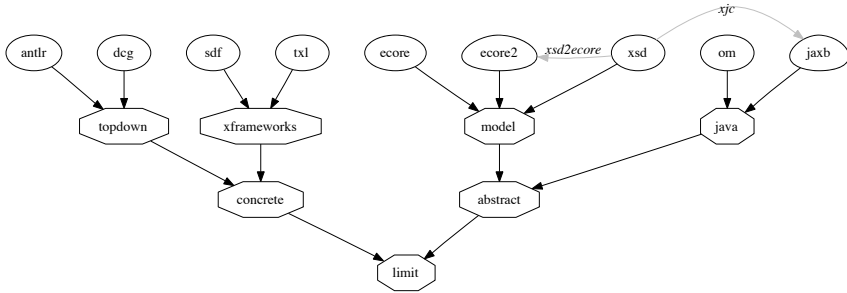 xjc
antlr dcg sdf txl ecore ecore2 xsd2ecore xsd om jaxb
topdown xframeworks model java
concrete abstract
limit